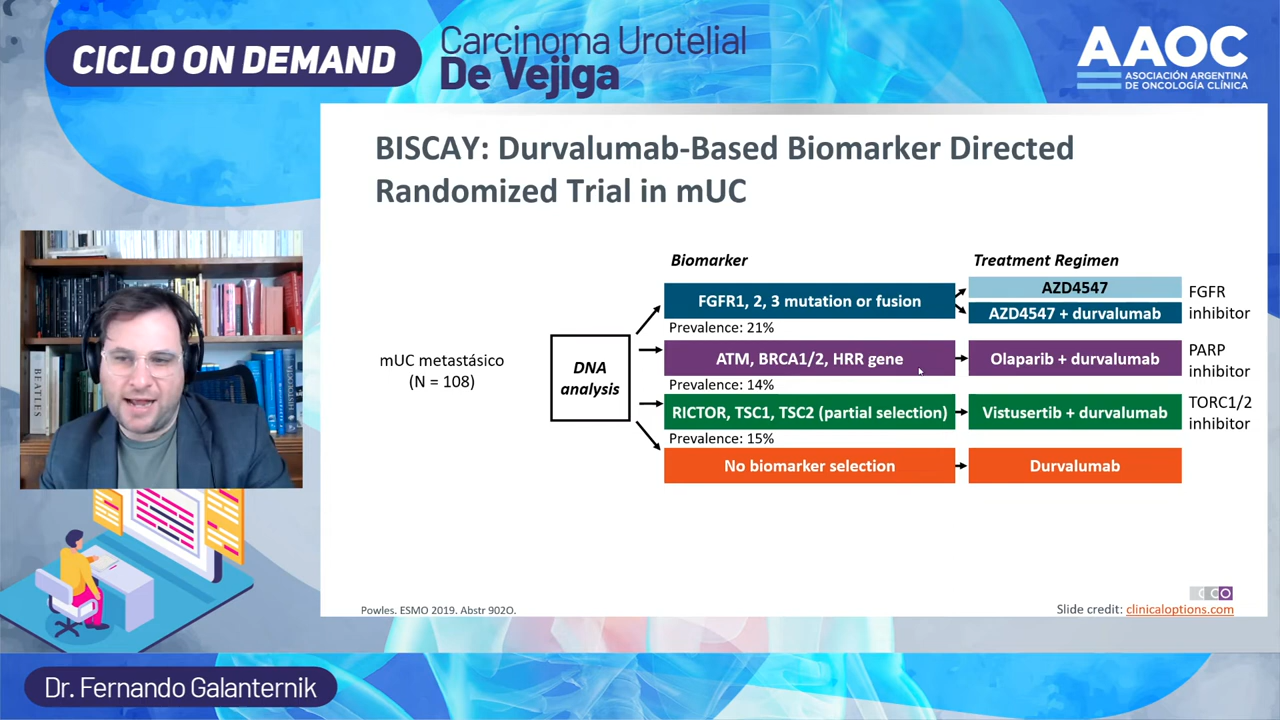 CICLO ON DEMAND
Carcinoma Urotelial
De Vejiga
AAOC
ASOCIACIÓN ARGENTINA
DE ONCOLOGÍA CLÍNICA
BISCAY: Durvalumab-Based Biomarker Directed
Randomized Trial in mUC
Biomarker
Treatment Regimen
mUC metastásico
(N = 108)
DNA
analysis
FGFR1, 2, 3 mutation or fusion
AZD4547
AZD4547 + durvalumab
FGFR
inhibitor
Prevalence: 21%
ATM, BRCA1/2, HRR gene
Olaparib + durvalumab
PARP
inhibitor
Prevalence: 14%
RICTOR, TSC1, TSC2 (partial selection)
Vistusertib + durvalumab
TORC1/2
inhibitor
Prevalence: 15%
No biomarker selection
Durvalumab
BEATLES
HISTOLOGIA
CCO
Powles. ESMO 2019. Abstr 902O.
Slide credit: clinicaloptions.com
Dr. Fernando Galanternik